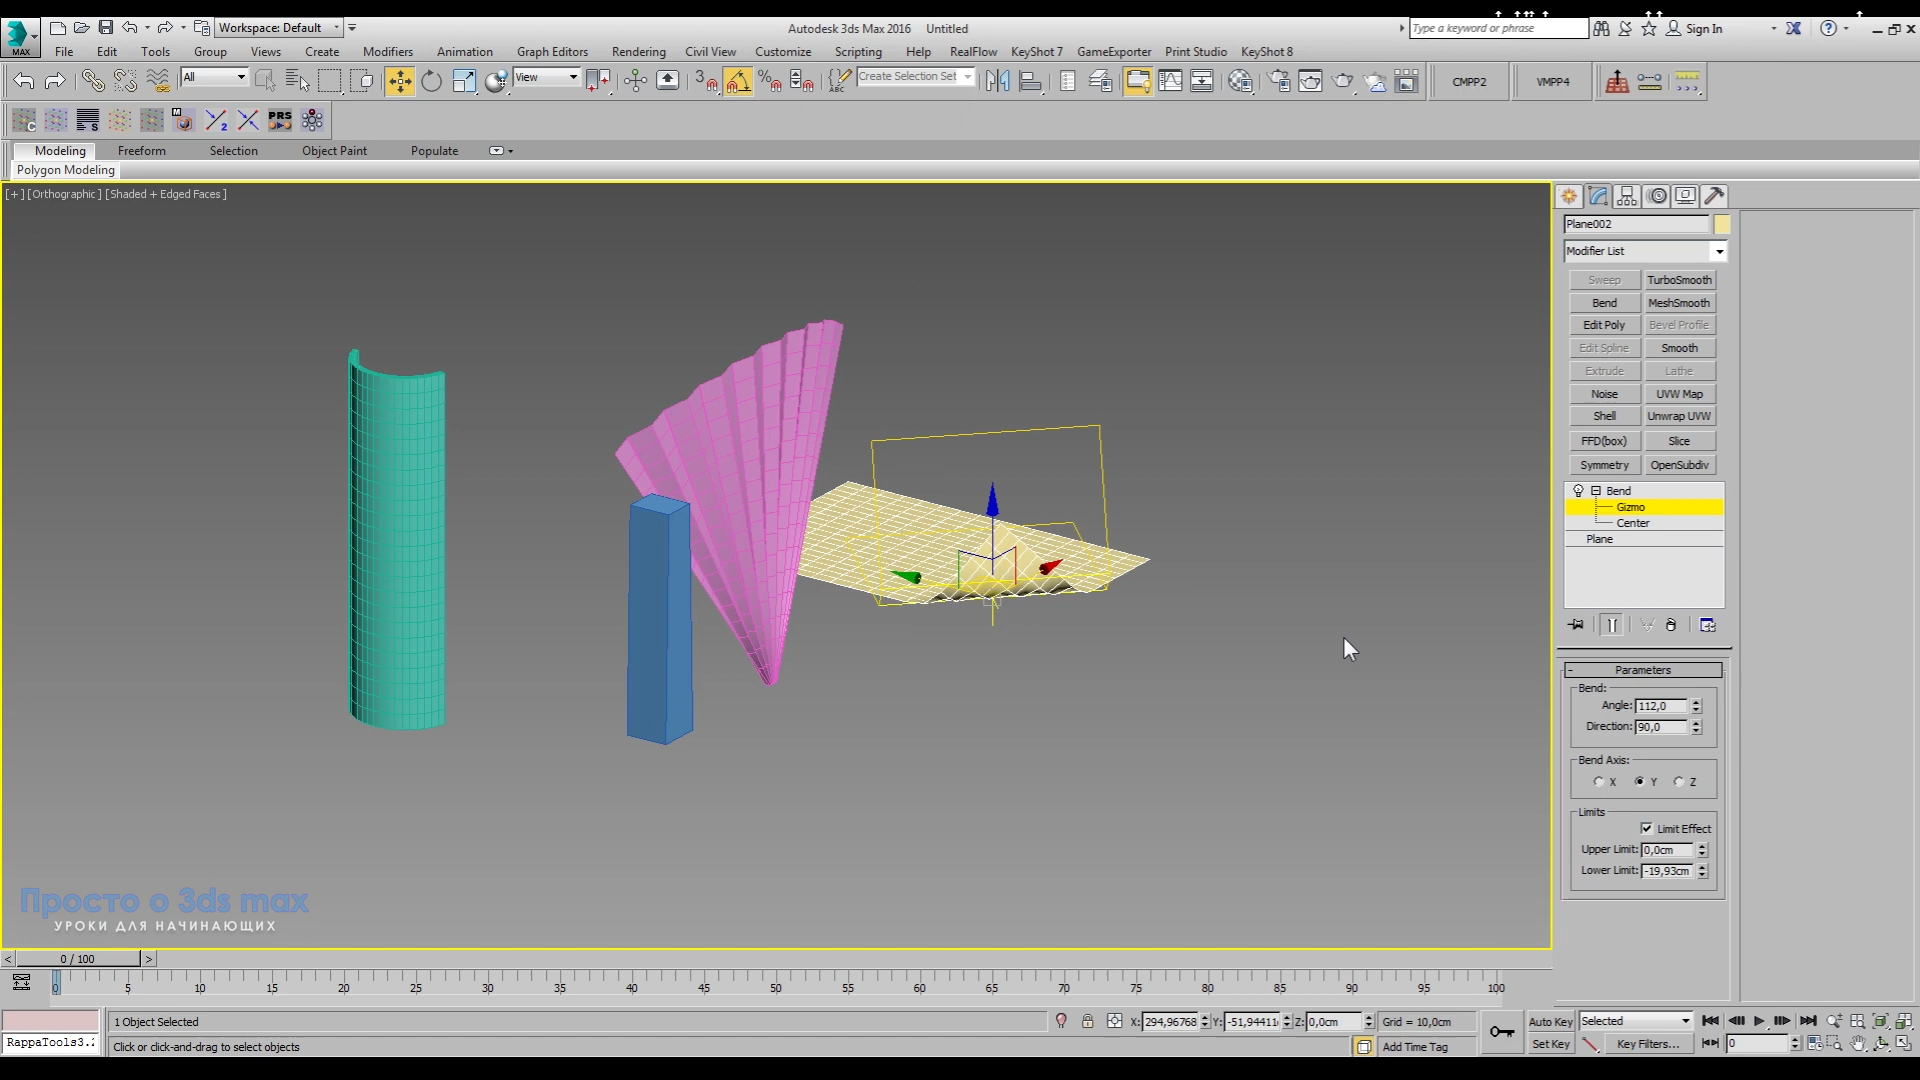 Workspace: Default
Autodesk 3ds Max 2016 Untitled
Type a keyword or phrase
Sign In
MAX
File Edit Tools Group Views Create Modifiers Animation Graph Editors Rendering Civil View Customize Scripting Help RealFlow KeyShot 7 GameExporter Print Studio KeyShot 8
All
View
3
Create Selection Set
CMPP2
VMPP4
PRS
Modeling Freeform Selection Object Paint Populate
Polygon Modeling
[+] [Orthographic] [Shaded + Edged Faces]
Plane002
Modifier List
Sweep TurboSmooth
Bend MeshSmooth
Edit Poly Bevel Profile
Edit Spline Smooth
Extrude Lathe
Noise UVW Map
Shell Unwrap UVW
FFD(box) Slice
Symmetry OpenSubdiv
Bend
Gizmo
Center
Plane
- Parameters
Bend:
Angle: 112,0
Direction: 90,0
Bend Axis:
X Y Z
Limits
Limit Effect
Upper Limit: 0,0cm
Lower Limit: -19,93cm
Просто о 3ds max
УРОКИ ДЛЯ НАЧИНАЮЩИХ
< 0 / 100 >
0 5 10 15 20 25 30 35 40 45 50 55 60 65 70 75 80 85 90 95 100
1 Object Selected
X: 294,96768 Y: -51,94411 Z: 0,0cm
Grid = 10,0cm
Auto Key Selected
RappaTools3.
Click or click-and-drag to select objects
Add Time Tag
Set Key Key Filters...
0